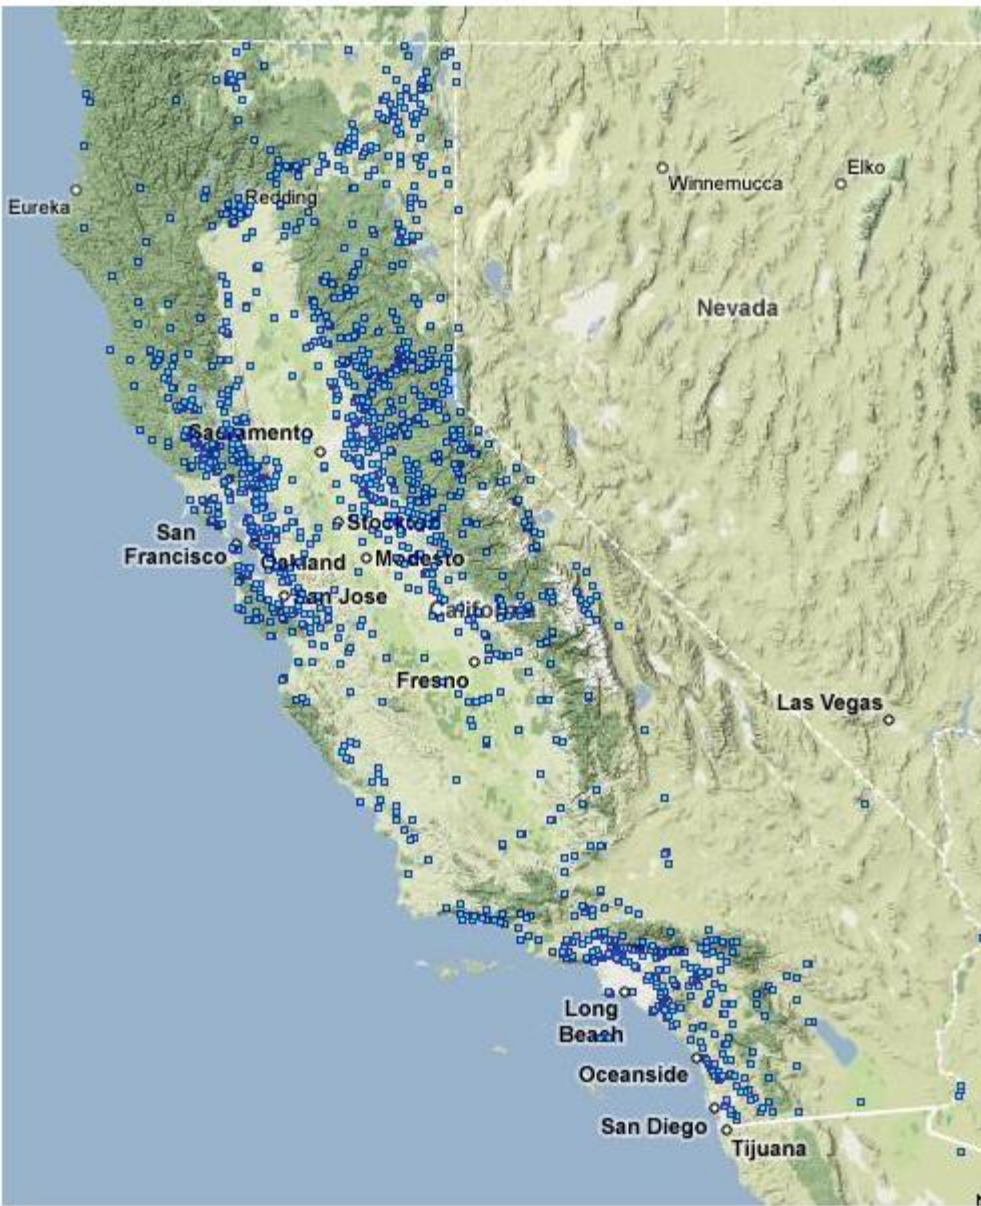 Winnemucca
Elko
Eureka
Redding
Nevada
Sacramento
San
Francisco
Stockton
Oakland
Modesto
San Jose
California
Fresno
Las Vegas
Long
Beach
Oceanside
San Diego
Tijuana